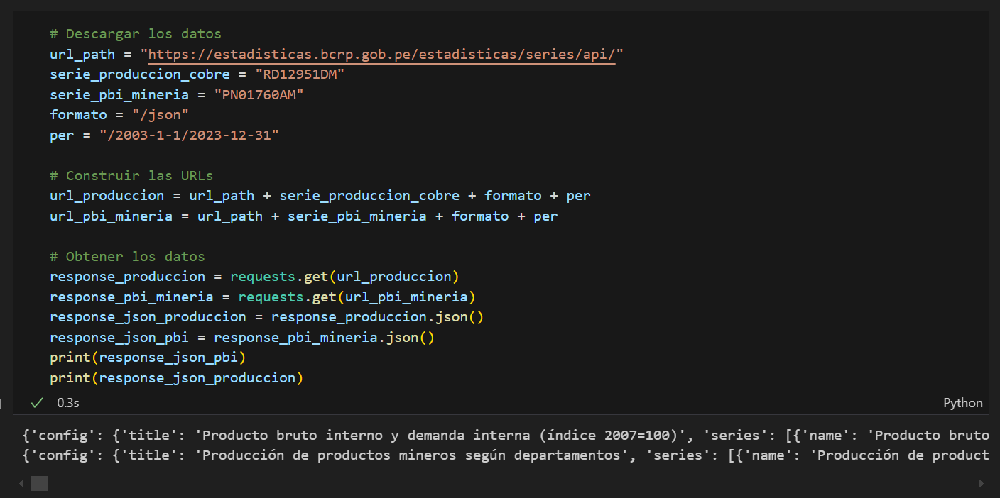 # Descargar los datos
url_path = "https://estadisticas.bcrp.gob.pe/estadisticas/series/api/"
serie_produccion_cobre = "RD12951DM"
serie_pbi_mineria = "PN01760AM"
formato = "/json"
per = "/2003-1-1/2023-12-31"
# Construir las URLs
url_produccion = url_path + serie_produccion_cobre + formato + per
url_pbi_mineria = url_path + serie_pbi_mineria + formato + per
# Obtener los datos
response_produccion = requests.get(url_produccion)
response_pbi_mineria = requests.get(url_pbi_mineria)
response_json_produccion = response_produccion.json()
response_json_pbi = response_pbi_mineria.json()
print(response_json_pbi)
print(response_json_produccion)
0.3s
Python
{'config': {'title': 'Producto bruto interno y demanda interna (índice 2007=100)', 'series': [{'name': 'Producto bruto
{'config': {'title': 'Producción de productos mineros según departamentos', 'series': [{'name': 'Producción de product